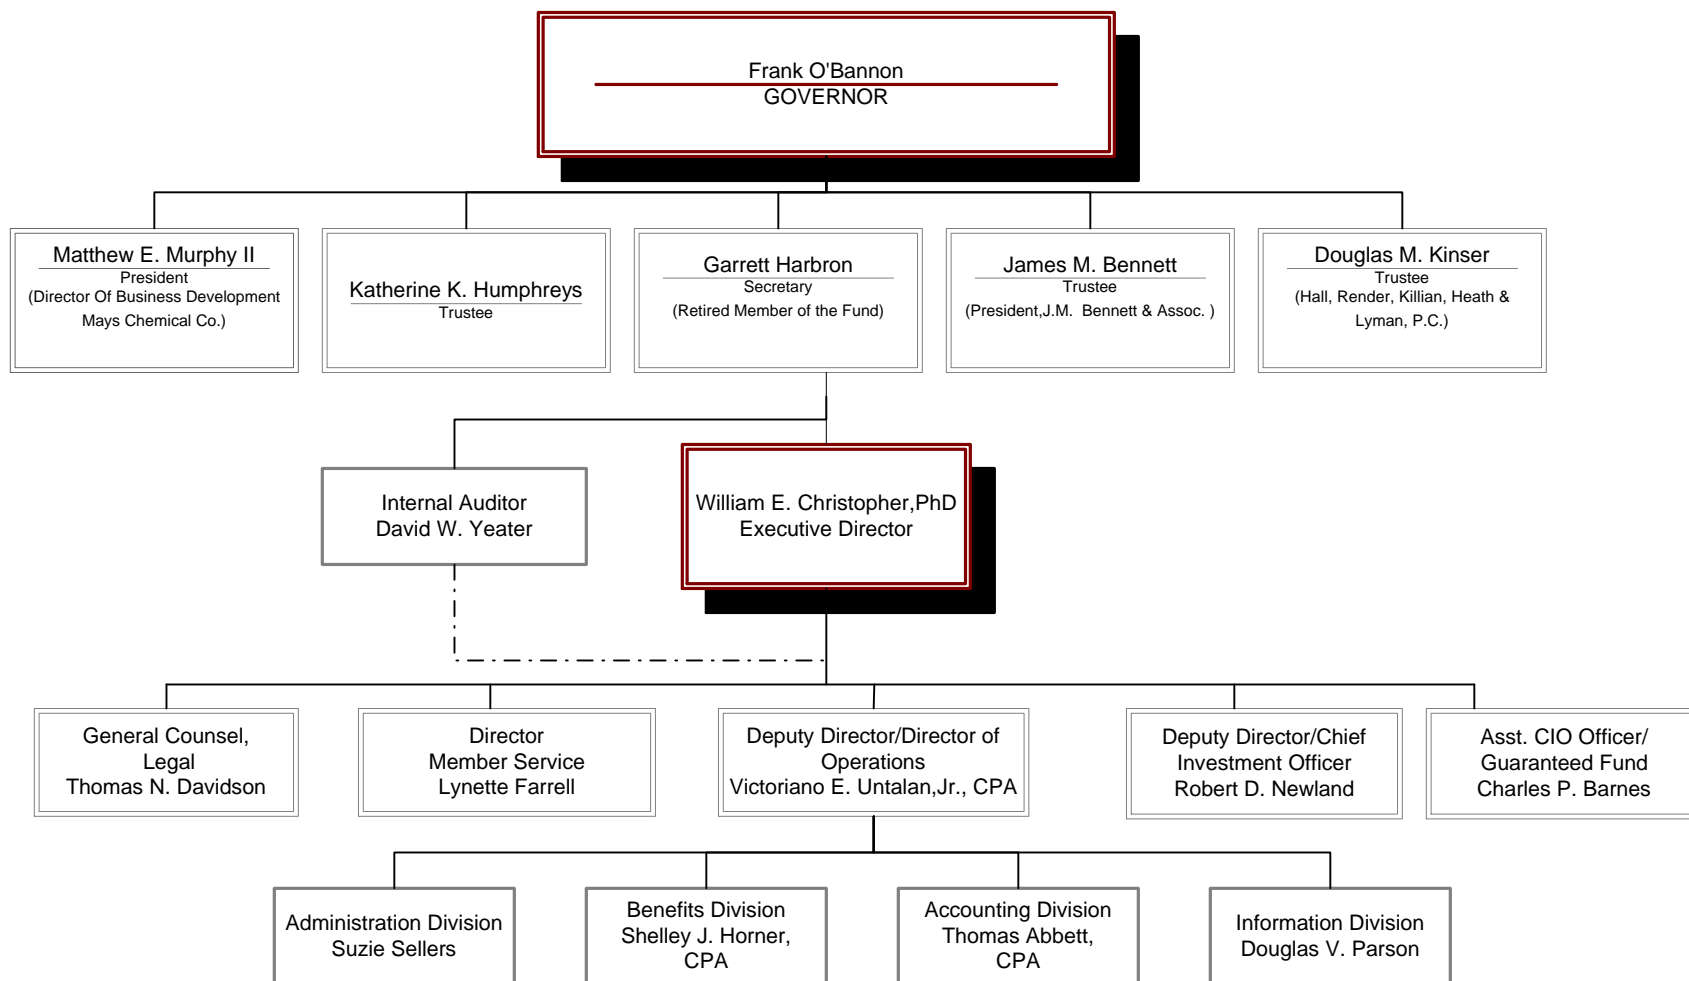 Frank O'Bannon
GOVERNOR
Matthew E. Murphy II
President
(Director Of Business Development
Mays Chemical Co.)
Katherine K. Humphreys
Trustee
Garrett Harbron
Secretary
(Retired Member of the Fund)
James M. Bennett
Trustee
(President,J.M. Bennett & Assoc. )
Douglas M. Kinser
Trustee
(Hall, Render, Killian, Heath &
Lyman, P.C.)
Internal Auditor
David W. Yeater
William E. Christopher,PhD
Executive Director
General Counsel,
Legal
Thomas N. Davidson
Director
Member Service
Lynette Farrell
Deputy Director/Director of
Operations
Victoriano E. Untalan,Jr., CPA
Deputy Director/Chief
Investment Officer
Robert D. Newland
Asst. CIO Officer/
Guaranteed Fund
Charles P. Barnes
Administration Division
Suzie Sellers
Benefits Division
Shelley J. Horner,
CPA
Accounting Division
Thomas Abbett,
CPA
Information Division
Douglas V. Parson